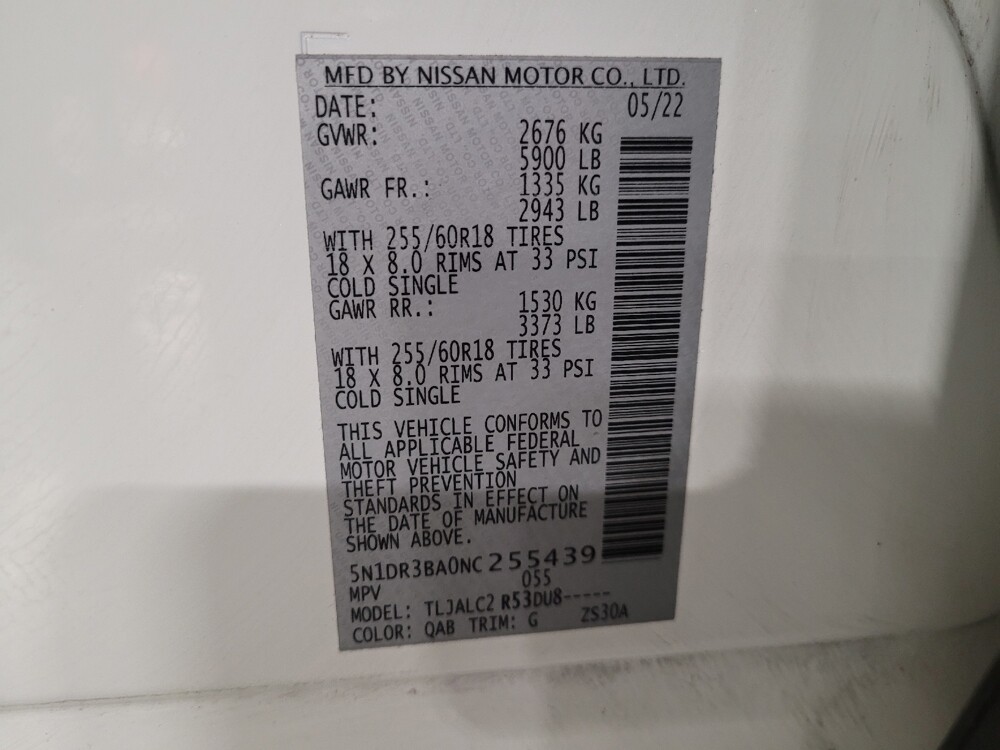 MFD BY NISSAN MOTOR CO., LTD.
DATE: 05/22
GVWR: 2676 KG
5900 LB
GAWR FR.: 1335 KG
2943 LB
WITH 255/60R18 TIRES
18 X 8.0 RIMS AT 33 PSI
COLD SINGLE
GAWR RR.: 1530 KG
3373 LB
WITH 255/60R18 TIRES
18 X 8.0 RIMS AT 33 PSI
COLD SINGLE
THIS VEHICLE CONFORMS TO
ALL APPLICABLE FEDERAL
MOTOR VEHICLE SAFETY AND
THEFT PREVENTION
STANDARDS IN EFFECT ON
THE DATE OF MANUFACTURE
SHOWN ABOVE.
5N1DR3BA0NC255439
MPV 055
MODEL: TLJALC2 R53DU8-----
COLOR: QAB TRIM: G ZS30A